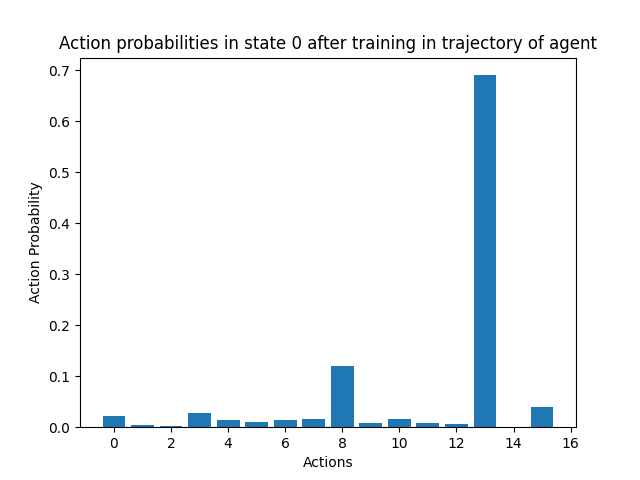 Action probabilities in state 0 after training in trajectory of agent
0.7
0.6
0.5
0.4
0.3
0.2
0.1
0.0
Action Probability
0 2 4 6 8 10 12 14 16
Actions